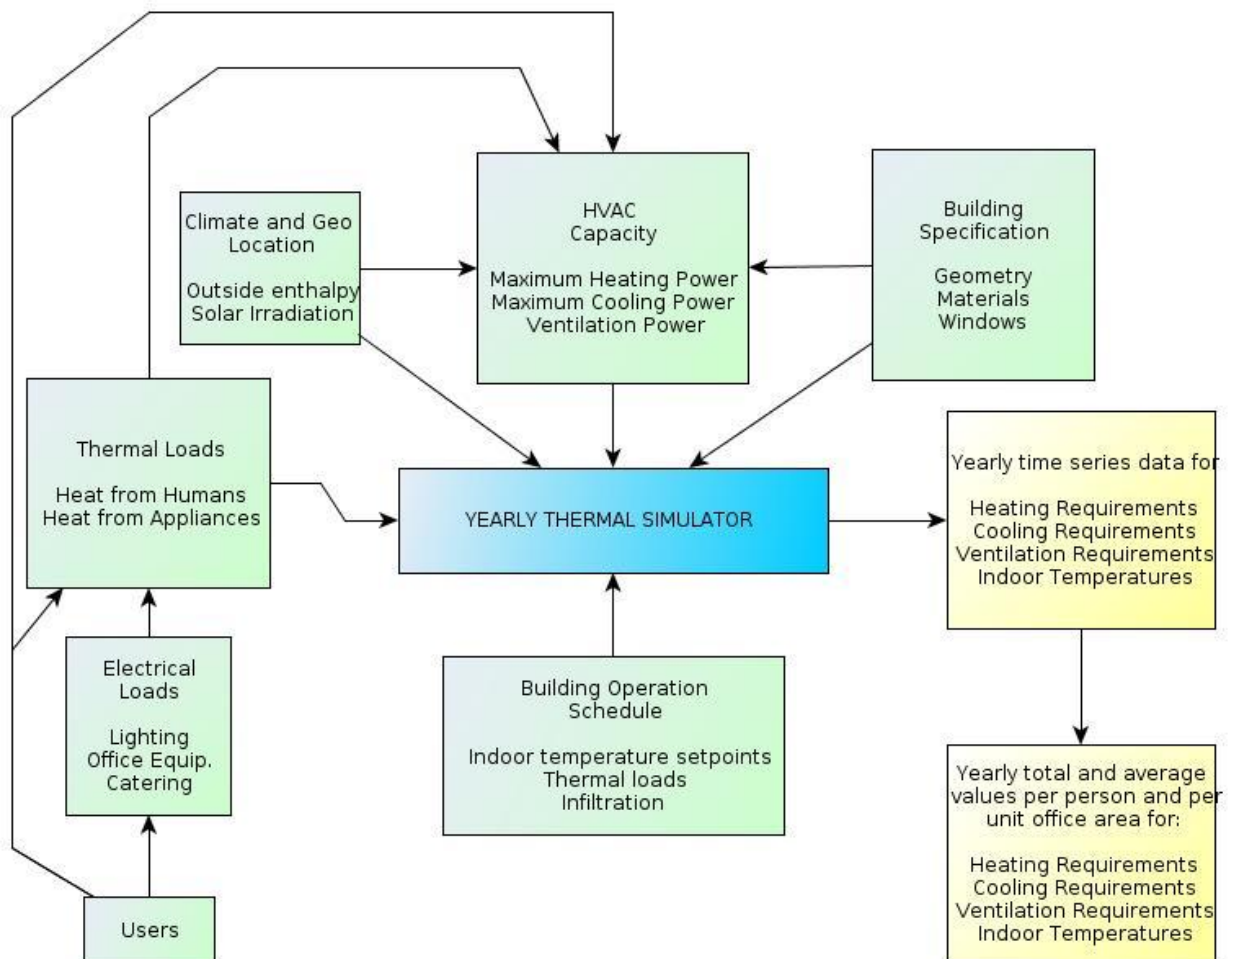 HVAC
Capacity
Maximum Heating Power
Maximum Cooling Power
Ventilation Power
Building
Specification
Geometry
Materials
Windows
Climate and Geo
Location
Outside enthalpy
Solar Irradiation
Thermal Loads
Heat from Humans
Heat from Appliances
YEARLY THERMAL SIMULATOR
Yearly time series data for
Heating Requirements
Cooling Requirements
Ventilation Requirements
Indoor Temperatures
Electrical
Loads
Lighting
Office Equip.
Catering
Building Operation
Schedule
Indoor temperature setpoints
Thermal loads
Infiltration
Yearly total and average
values per person and per
unit office area for:
Heating Requirements
Cooling Requirements
Ventilation Requirements
Indoor Temperatures
Users